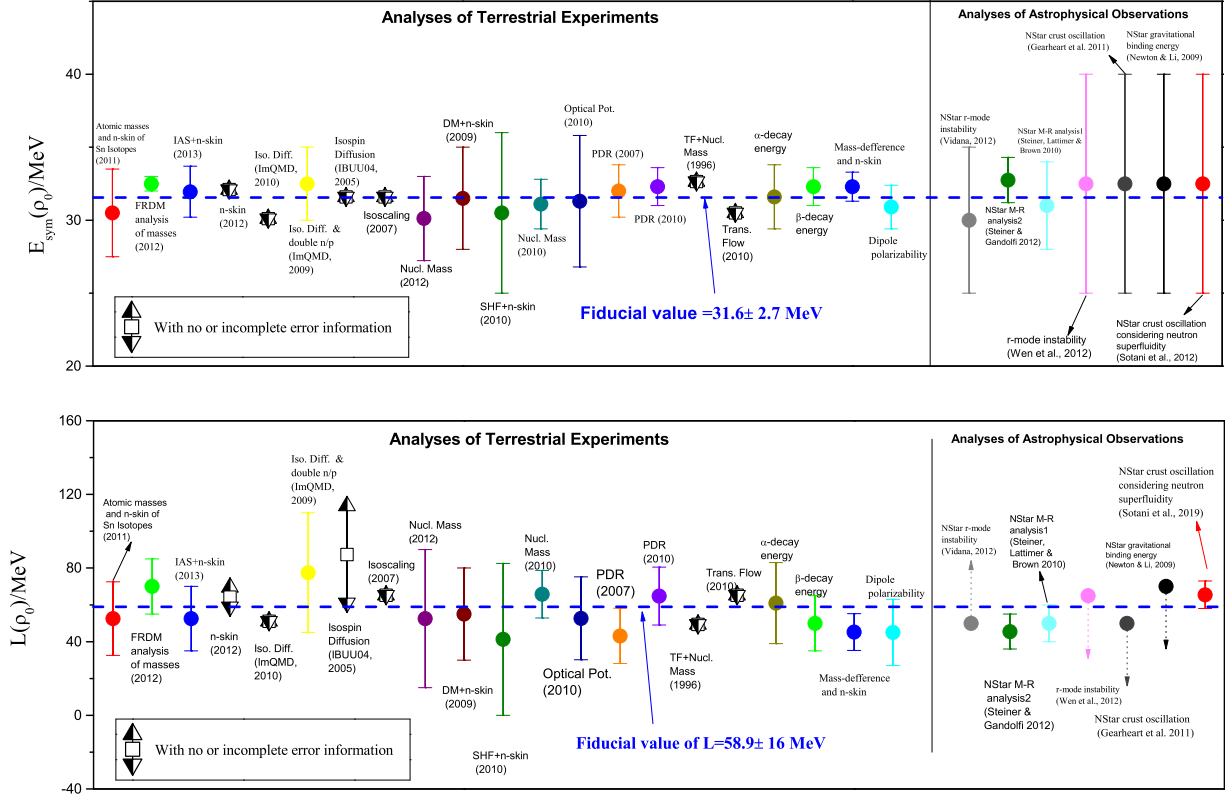 Analyses of Terrestrial Experiments
Analyses of Astrophysical Observations
E_sym(ρ₀)/MeV
40
30
20
Atomic masses
and n-skin of
Sn Isotopes
(2011)
FRDM
analysis
of masses
(2012)
IAS+n-skin
(2013)
n-skin
(2012)
Iso. Diff.
(ImQMD,
2010)
Iso. Diff. &
double n/p
(ImQMD,
2009)
Isospin
Diffusion
(IBUU04,
2005)
Isoscaling
(2007)
Nucl. Mass
(2012)
DM+n-skin
(2009)
SHF+n-skin
(2010)
Nucl. Mass
(2010)
Optical Pot.
(2010)
PDR (2007)
PDR (2010)
TF+Nucl.
Mass
(1996)
Trans.
Flow
(2010)
α-decay
energy
β-decay
energy
Mass-defference
and n-skin
Dipole
polarizability
NStar r-mode
instability
(Vidana, 2012)
NStar M-R
analysis2
(Steiner &
Gandolfi 2012)
NStar M-R analysis1
(Steiner, Lattimer &
Brown 2010)
r-mode instability
(Wen et al., 2012)
NStar crust oscillation
(Gearheart et al. 2011)
NStar gravitational
binding energy
(Newton & Li, 2009)
NStar crust oscillation
considering neutron
superfluidity
(Sotani et al., 2012)
Fiducial value =31.6± 2.7 MeV
With no or incomplete error information
Analyses of Terrestrial Experiments
Analyses of Astrophysical Observations
L(ρ₀)/MeV
160
120
80
40
0
-40
Atomic masses
and n-skin of
Sn Isotopes
(2011)
FRDM
analysis
of masses
(2012)
IAS+n-skin
(2013)
n-skin
(2012)
Iso. Diff.
(ImQMD,
2010)
Iso. Diff. &
double n/p
(ImQMD,
2009)
Isospin
Diffusion
(IBUU04,
2005)
Isoscaling
(2007)
Nucl. Mass
(2012)
DM+n-skin
(2009)
SHF+n-skin
(2010)
Nucl.
Mass
(2010)
Optical Pot.
(2010)
PDR
(2007)
PDR
(2010)
TF+Nucl.
Mass
(1996)
Trans. Flow
(2010)
α-decay
energy
β-decay
energy
Mass-defference
and n-skin
Dipole
polarizability
NStar r-mode
instability
(Vidana, 2012)
NStar M-R
analysis2
(Steiner &
Gandolfi 2012)
NStar M-R
analysis1
(Steiner,
Lattimer &
Brown 2010)
r-mode instability
(Wen et al., 2012)
NStar crust oscillation
(Gearheart et al. 2011)
NStar gravitational
binding energy
(Newton & Li, 2009)
NStar crust oscillation
considering neutron
superfluidity
(Sotani et al., 2019)
Fiducial value of L=58.9± 16 MeV
With no or incomplete error information